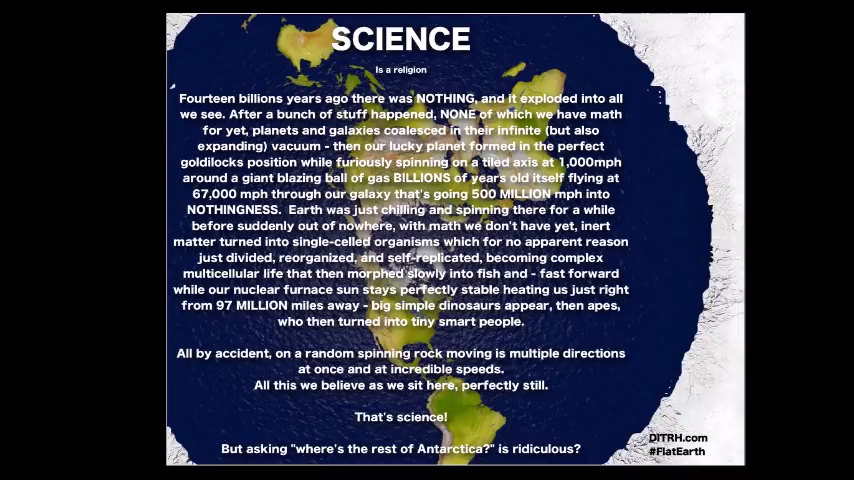 SCIENCE
Is a religion
Fourteen billions years ago there was NOTHING, and it exploded into all
we see. After a bunch of stuff happened, NONE of which we have math
for yet, planets and galaxies coalesced in their infinite (but also
expanding) vacuum - then our lucky planet formed in the perfect
goldilocks position while furiously spinning on a tiled axis at 1,000mph
around a giant blazing ball of gas BILLIONS of years old itself flying at
67,000 mph through our galaxy that's going 500 MILLION mph into
NOTHINGNESS. Earth was just chilling and spinning there for a while
before suddenly out of nowhere, with math we don't have yet, inert
matter turned into single-celled organisms which for no apparent reason
just divided, reorganized, and self-replicated, becoming complex
multicellular life that then morphed slowly into fish and - fast forward
while our nuclear furnace sun stays perfectly stable heating us just right
from 97 MILLION miles away - big simple dinosaurs appear, then apes,
who then turned into tiny smart people.
All by accident, on a random spinning rock moving is multiple directions
at once and at incredible speeds.
All this we believe as we sit here, perfectly still.
That's science!
But asking "where's the rest of Antarctica?" is ridiculous?
DITRH.com
#FlatEarth